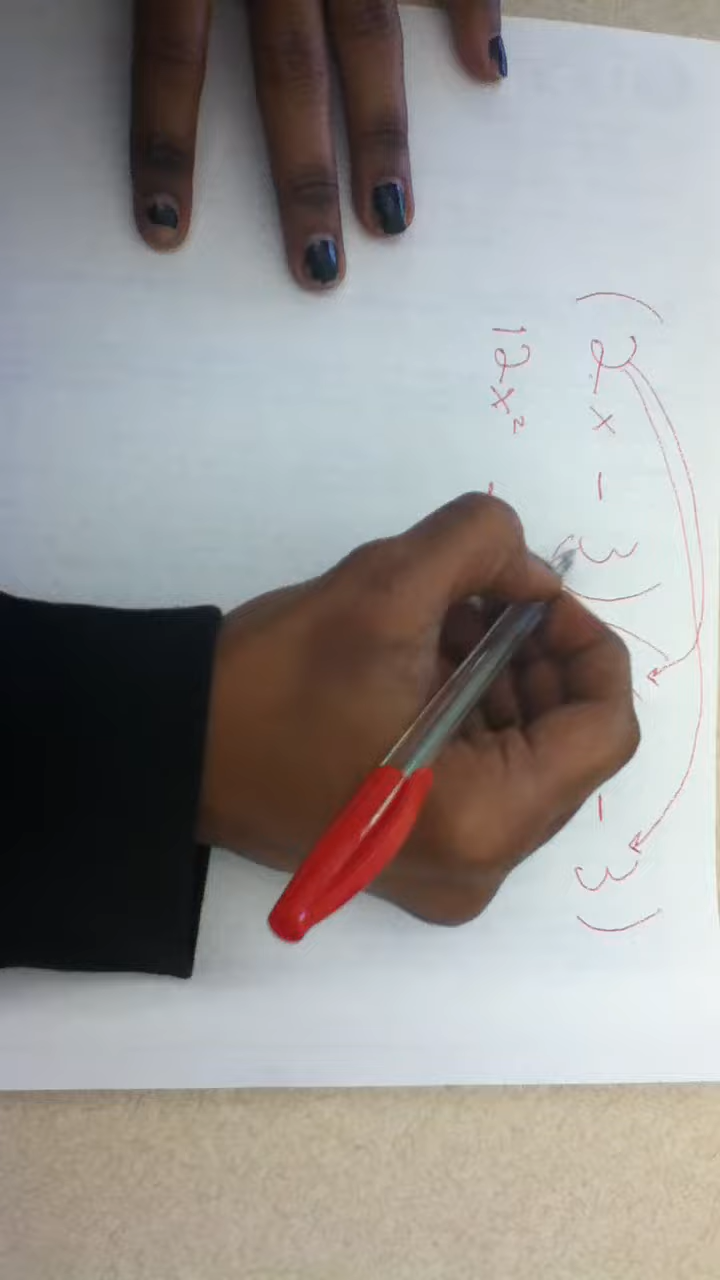 (2x - 3) - 3)
12x² -